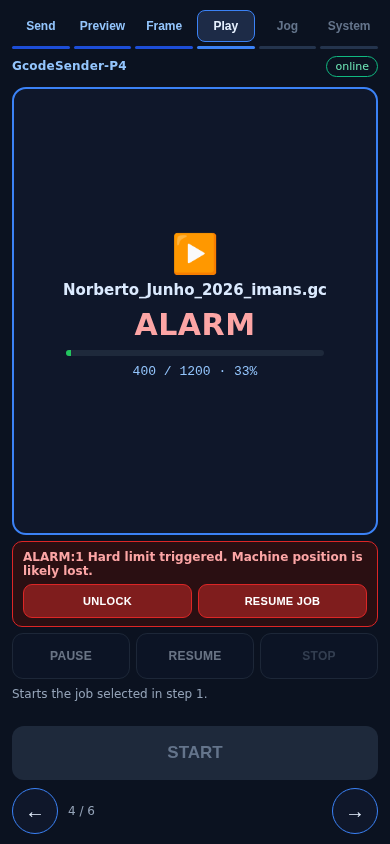 Send Preview Frame Play Jog System
GcodeSender-P4 online
Norberto_Junho_2026_imans.gc
ALARM
400 / 1200 · 33%
ALARM:1 Hard limit triggered. Machine position is
likely lost.
UNLOCK RESUME JOB
PAUSE RESUME STOP
Starts the job selected in step 1.
START
← 4 / 6 →